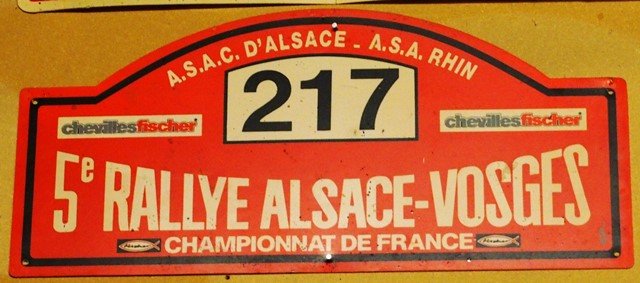 A.S.A.C. D'ALSACE - A.S.A. RHIN
217
chevillesfischer chevillesfischer
5e RALLYE ALSACE-VOSGES
CHAMPIONNAT DE FRANCE